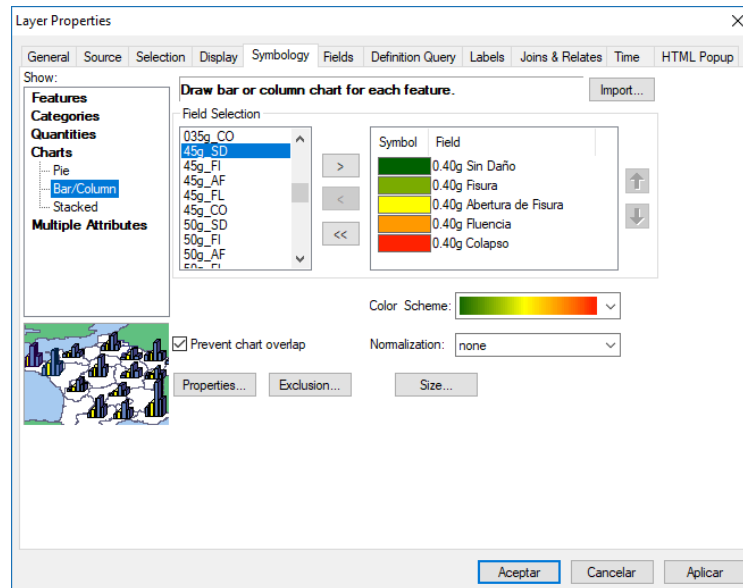 Layer Properties
General Source Selection Display Symbology Fields Definition Query Labels Joins & Relates Time HTML Popup
Show:
Features
Categories
Quantities
Charts
Pie
Bar/Column
Stacked
Multiple Attributes
Draw bar or column chart for each feature.
Import...
Field Selection
035g_CO
45g_SD
45g_FI
45g_AF
45g_FL
45g_CO
50g_SD
50g_FI
50g_AF
50g_FL
>
<
<<
Symbol Field
0.40g Sin Daño
0.40g Fisura
0.40g Abertura de Fisura
0.40g Fluencia
0.40g Colapso
Color Scheme:
Prevent chart overlap
Normalization: none
Properties... Exclusion... Size...
Aceptar Cancelar Aplicar